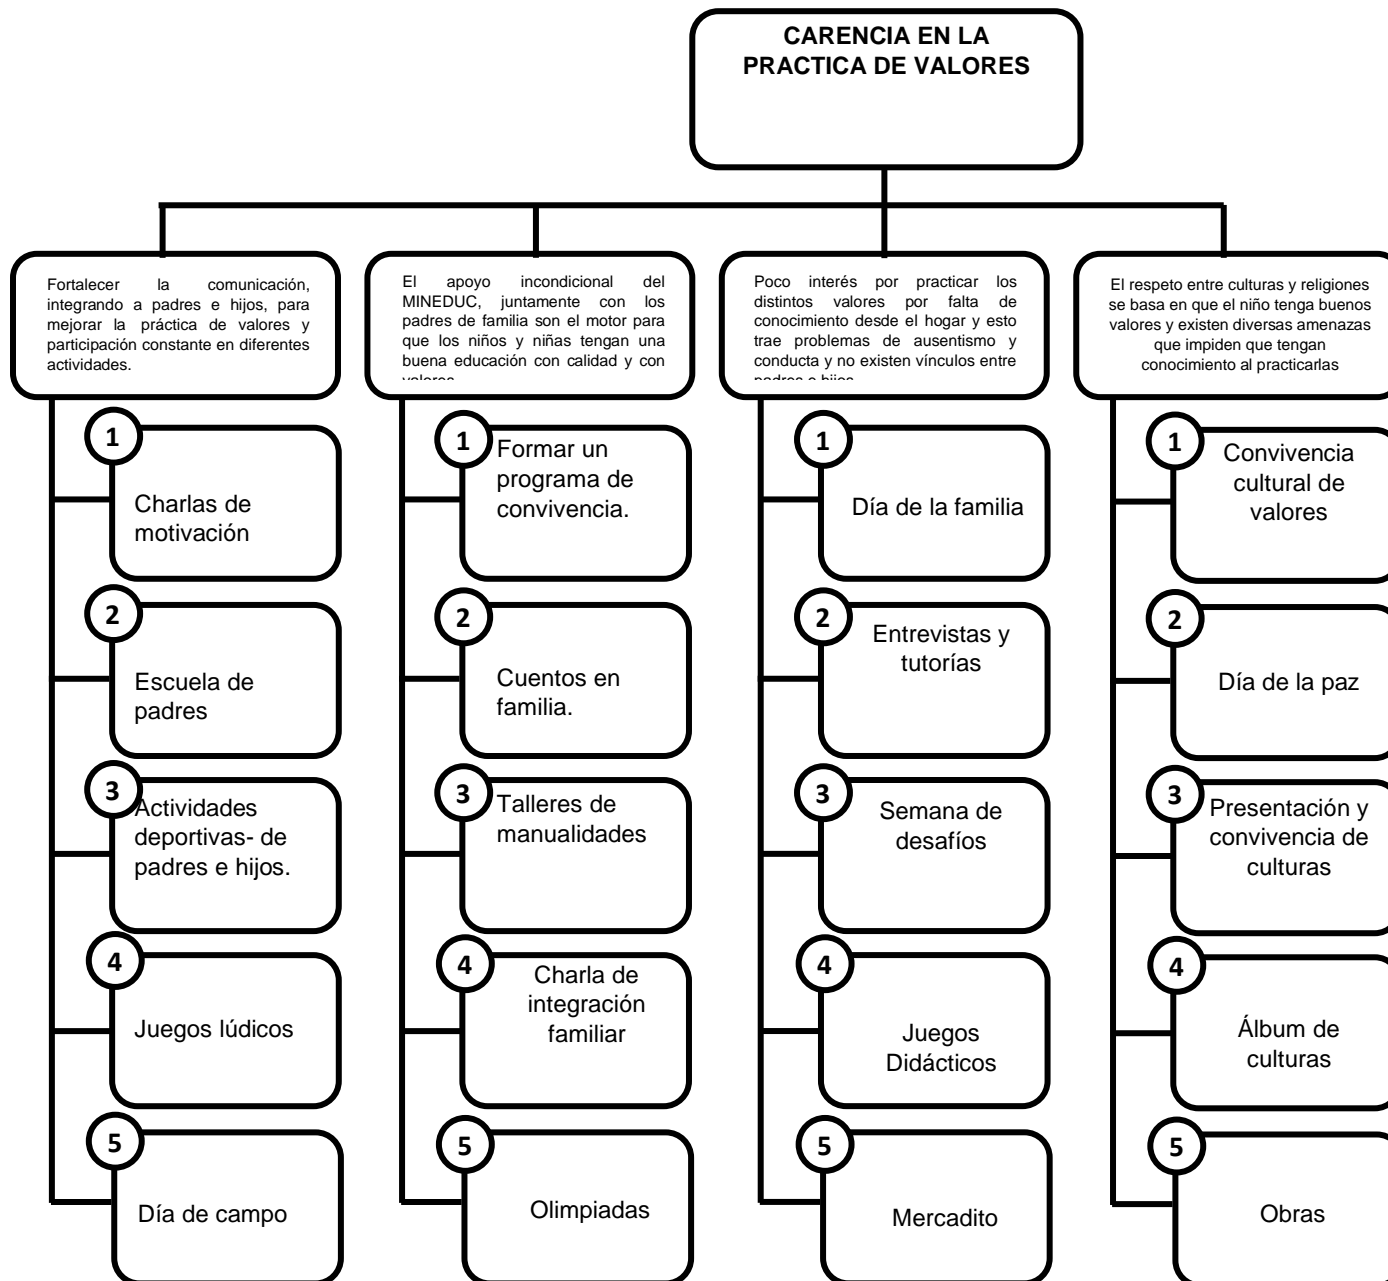 CARENCIA EN LA
PRACTICA DE VALORES
Fortalecer la comunicación,
integrando a padres e hijos, para
mejorar la práctica de valores y
participación constante en diferentes
actividades.
1
Charlas de
motivación
2
Escuela de
padres
3
Actividades
deportivas- de
padres e hijos.
4
Juegos lúdicos
5
Día de campo
El apoyo incondicional del
MINEDUC, juntamente con los
padres de familia son el motor para
que los niños y niñas tengan una
buena educación con calidad y con
valores
1
Formar un
programa de
convivencia.
2
Cuentos en
familia.
3
Talleres de
manualidades
4
Charla de
integración
familiar
5
Olimpiadas
Poco interés por practicar los
distintos valores por falta de
conocimiento desde el hogar y esto
trae problemas de ausentismo y
conducta y no existen vínculos entre
padres e hijos
1
Día de la familia
2
Entrevistas y
tutorías
3
Semana de
desafíos
4
Juegos
Didácticos
5
Mercadito
El respeto entre culturas y religiones
se basa en que el niño tenga buenos
valores y existen diversas amenazas
que impiden que tengan
conocimiento al practicarlas
1
Convivencia
cultural de
valores
2
Día de la paz
3
Presentación y
convivencia de
culturas
4
Álbum de
culturas
5
Obras